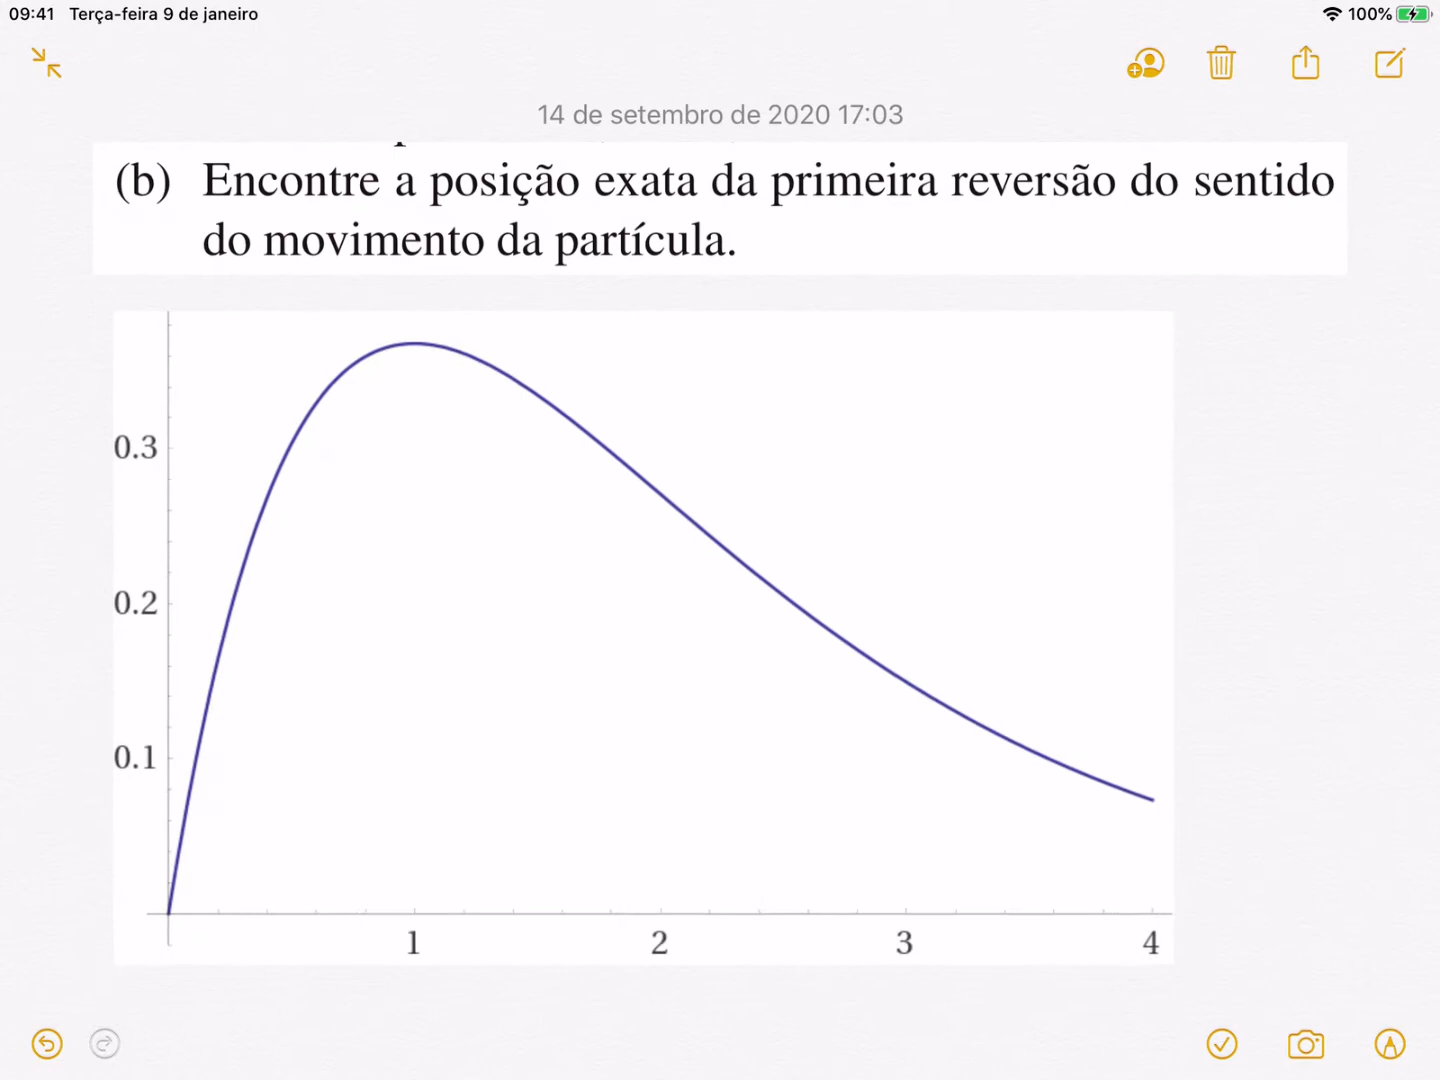 09:41 Terça-feira 9 de janeiro
100%
14 de setembro de 2020 17:03
(b) Encontre a posição exata da primeira reversão do sentido
do movimento da partícula.
0.3
0.2
0.1
1 2 3 4